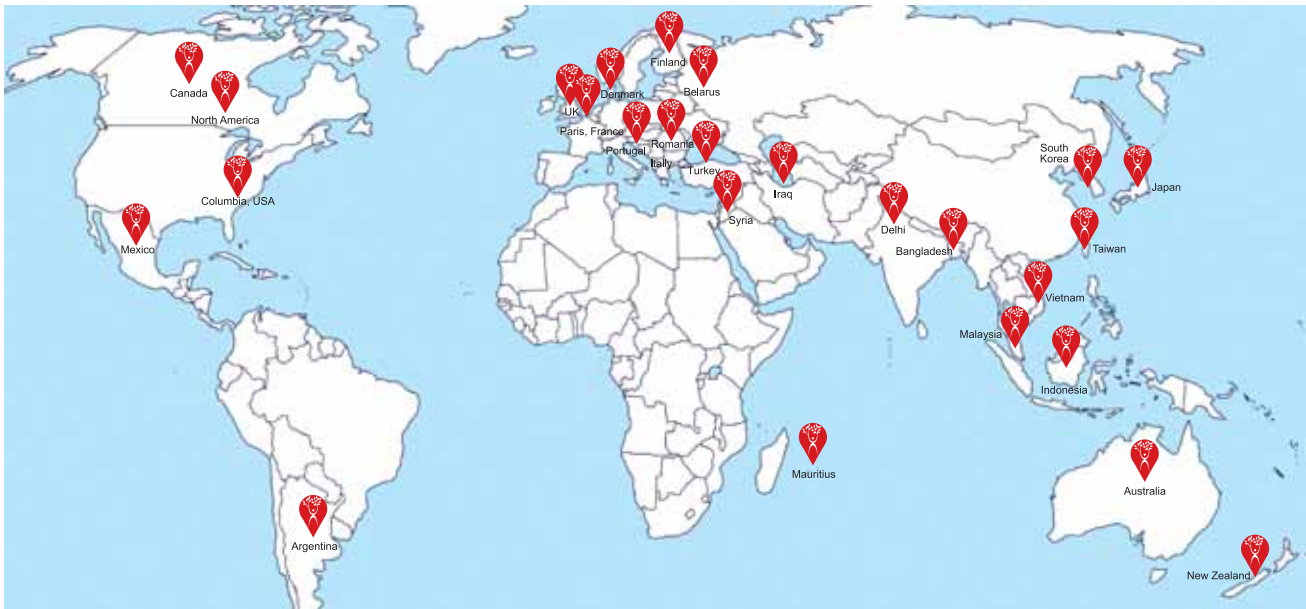 Finland
Canada
Belarus
Denmark
North America
UK
Paris, France
Romania
Portugal
Itally
Turkey
South
Korea
Japan
Iraq
Columbia, USA
Syria
Delhi
Mexico
Bangladesh
Taiwan
Vietnam
Malaysia
Indonesia
Mauritius
Australia
Argentina
New Zealand